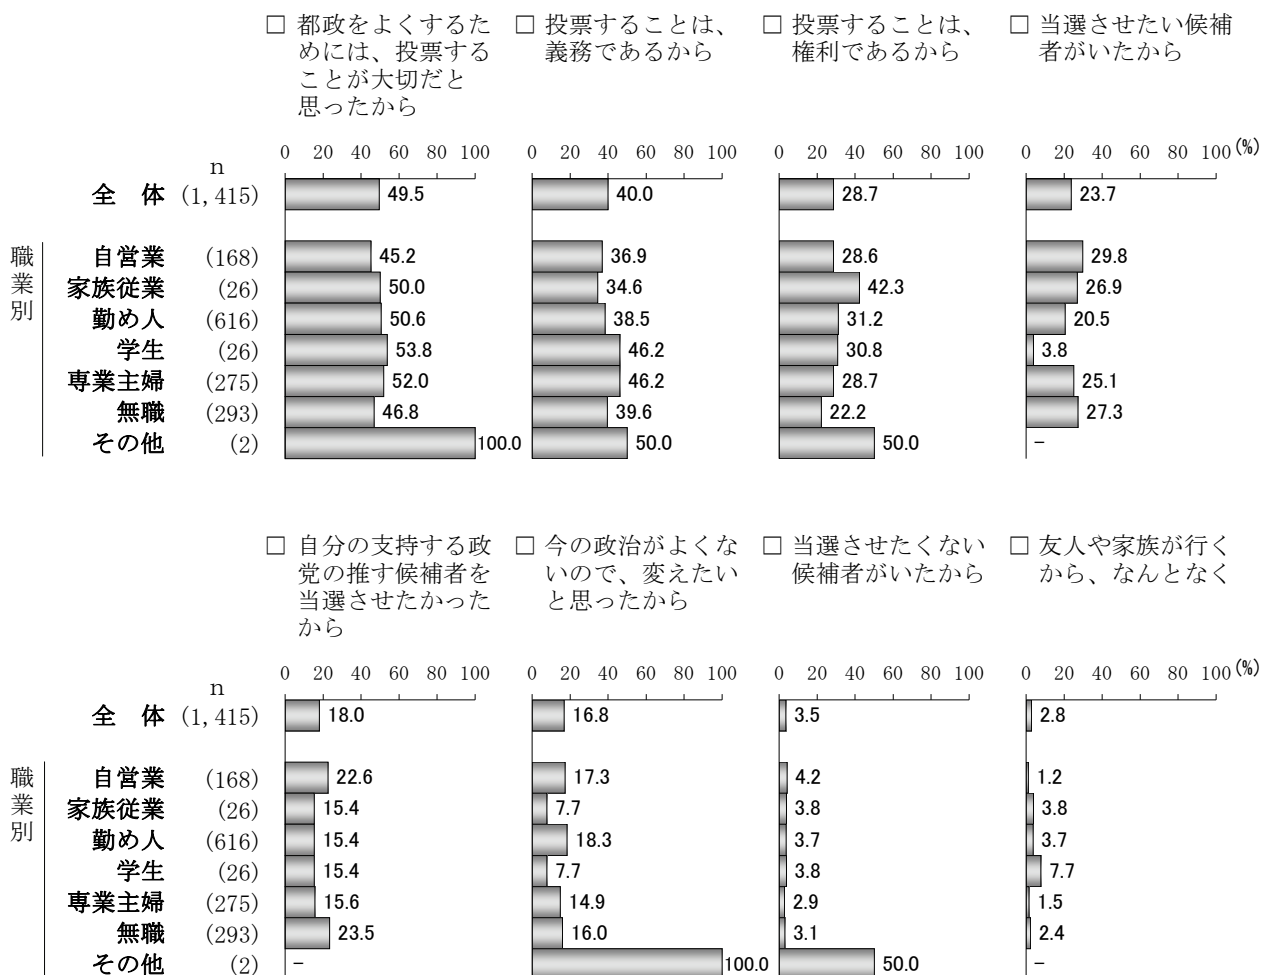 □ 都政をよくするた
めには、投票する
ことが大切だと
思ったから
□ 投票することは、
義務であるから
□ 投票することは、
権利であるから
□ 当選させたい候補
者がいたから
0 20 40 60 80 100 0 20 40 60 80 100 0 20 40 60 80 100 0 20 40 60 80 100 (%)
n
全 体 (1,415) 49.5 40.0 28.7 23.7
職業別
自営業 (168) 45.2 36.9 28.6 29.8
家族従業 (26) 50.0 34.6 42.3 26.9
勤め人 (616) 50.6 38.5 31.2 20.5
学生 (26) 53.8 46.2 30.8 3.8
専業主婦 (275) 52.0 46.2 28.7 25.1
無職 (293) 46.8 39.6 22.2 27.3
その他 (2) 100.0 50.0 50.0 −
□ 自分の支持する政
党の推す候補者を
当選させたかった
から
□ 今の政治がよくな
いので、変えたい
と思ったから
□ 当選させたくない
候補者がいたから
□ 友人や家族が行く
から、なんとなく
0 20 40 60 80 100 0 20 40 60 80 100 0 20 40 60 80 100 0 20 40 60 80 100 (%)
n
全 体 (1,415) 18.0 16.8 3.5 2.8
職業別
自営業 (168) 22.6 17.3 4.2 1.2
家族従業 (26) 15.4 7.7 3.8 3.8
勤め人 (616) 15.4 18.3 3.7 3.7
学生 (26) 15.4 7.7 3.8 7.7
専業主婦 (275) 15.6 14.9 2.9 1.5
無職 (293) 23.5 16.0 3.1 2.4
その他 (2) − 100.0 50.0 −